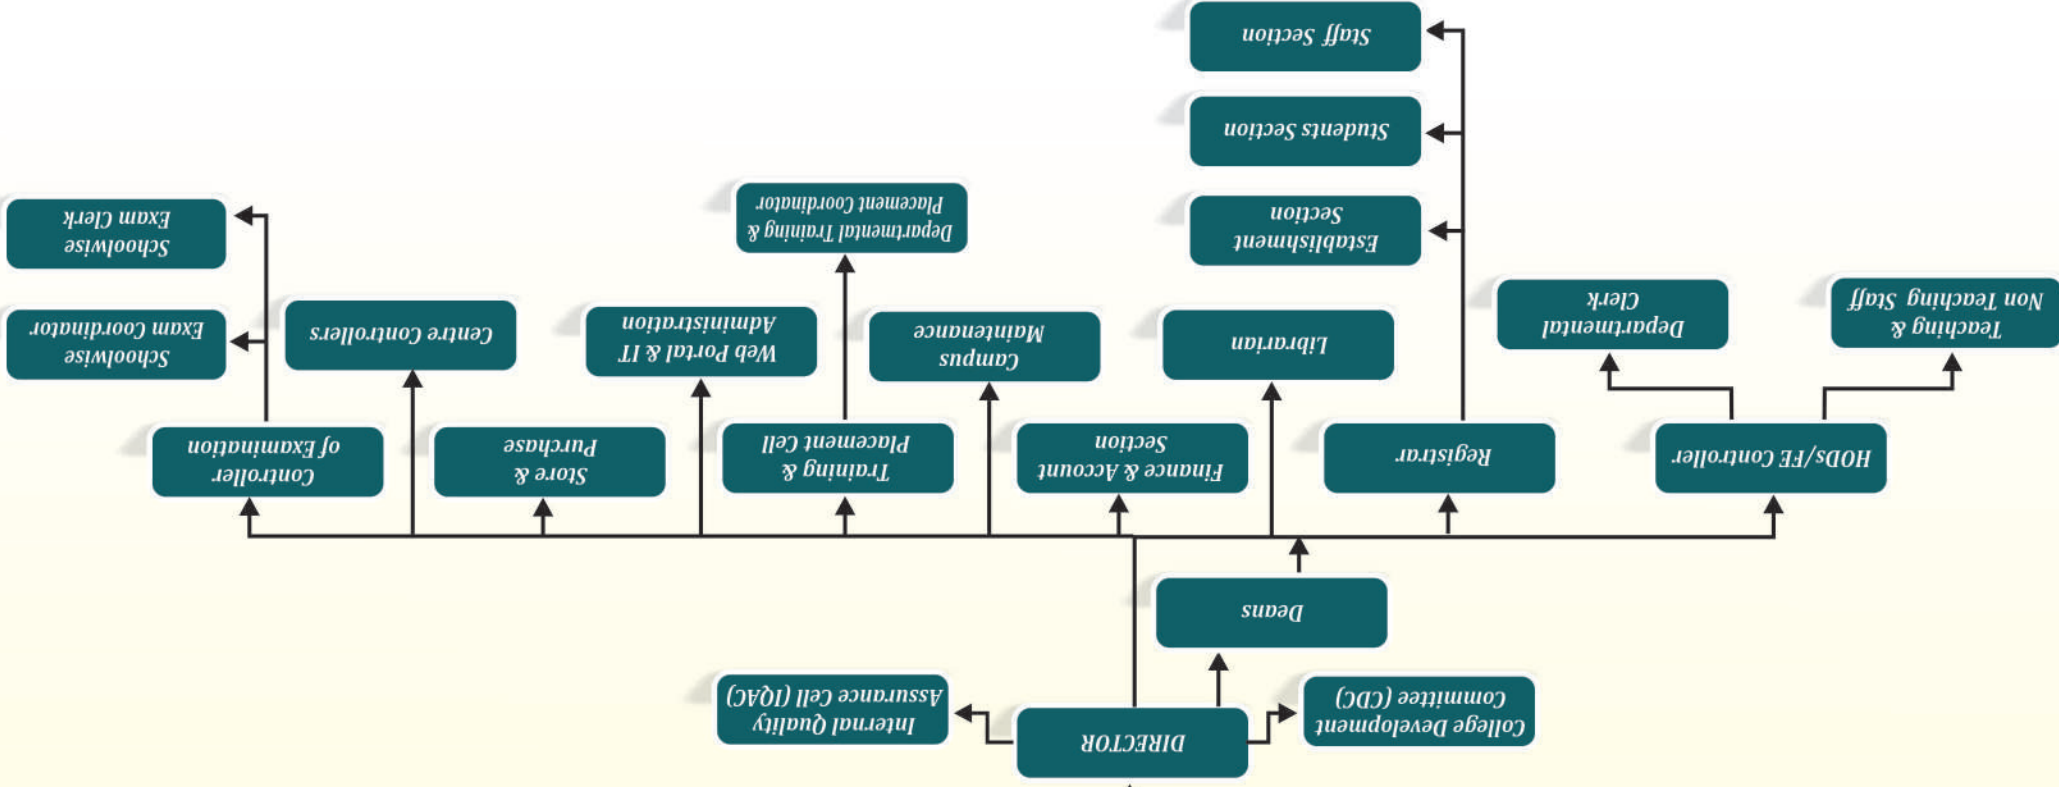 DIRECTOR
College Development
Committee (CDC)
Internal Quality
Assurance Cell (IQAC)
Deans
HODs/FE Controller
Registrar
Finance & Account
Section
Training &
Placement Cell
Store &
Purchase
Controller
of Examination
Teaching &
Non Teaching Staff
Departmental
Clerk
Librarian
Campus
Maintenance
Web Portal & IT
Administration
Centre Controllers
Schoolwise
Exam Coordinator
Establishment
Section
Departmental Training &
Placement Coordinator
Schoolwise
Exam Clerk
Students Section
Staff Section